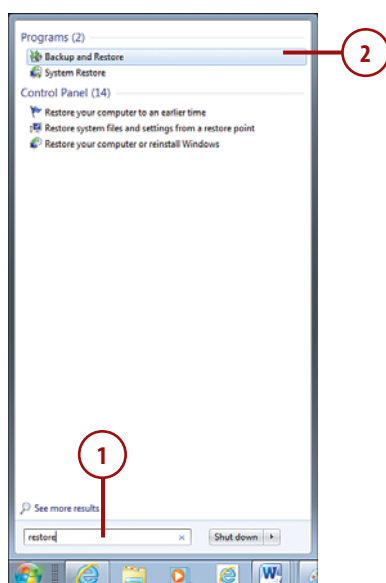 Programs (2)
Backup and Restore
2
System Restore
Control Panel (14)
Restore your computer to an earlier time
Restore system files and settings from a restore point
Restore your computer or reinstall Windows
1
See more results
restore
Shut down
W